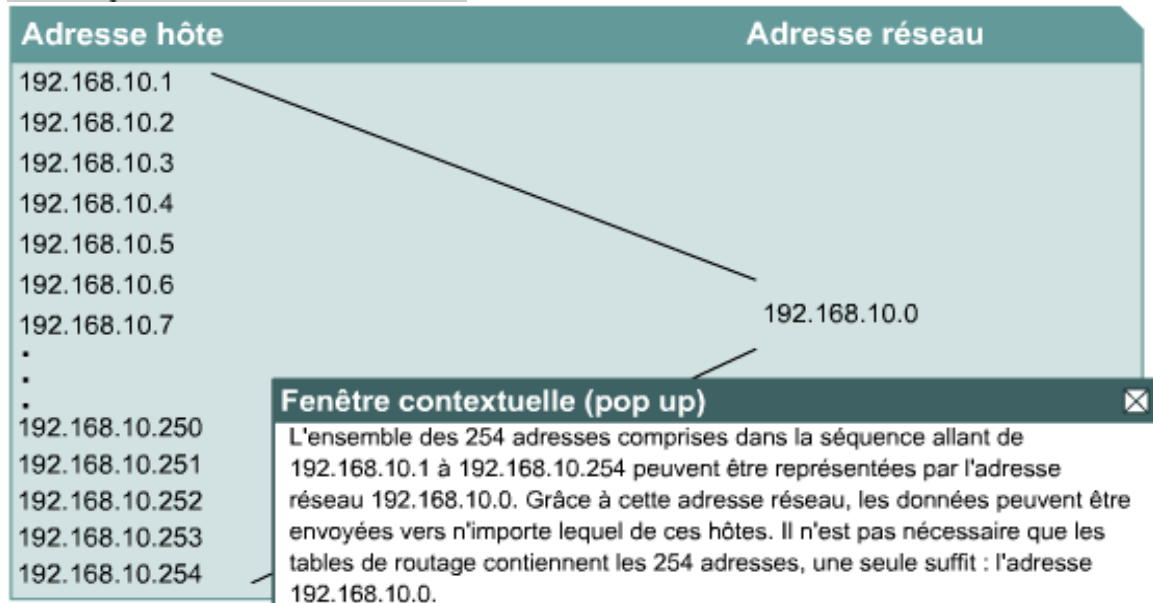 Adresse hôte Adresse réseau
192.168.10.1
192.168.10.2
192.168.10.3
192.168.10.4
192.168.10.5
192.168.10.6
192.168.10.7
192.168.10.0
.
.
.
192.168.10.250
192.168.10.251
192.168.10.252
192.168.10.253
192.168.10.254
Fenêtre contextuelle (pop up)
L'ensemble des 254 adresses comprises dans la séquence allant de
192.168.10.1 à 192.168.10.254 peuvent être représentées par l'adresse
réseau 192.168.10.0. Grâce à cette adresse réseau, les données peuvent être
envoyées vers n'importe lequel de ces hôtes. Il n'est pas nécessaire que les
tables de routage contiennent les 254 adresses, une seule suffit : l'adresse
192.168.10.0.